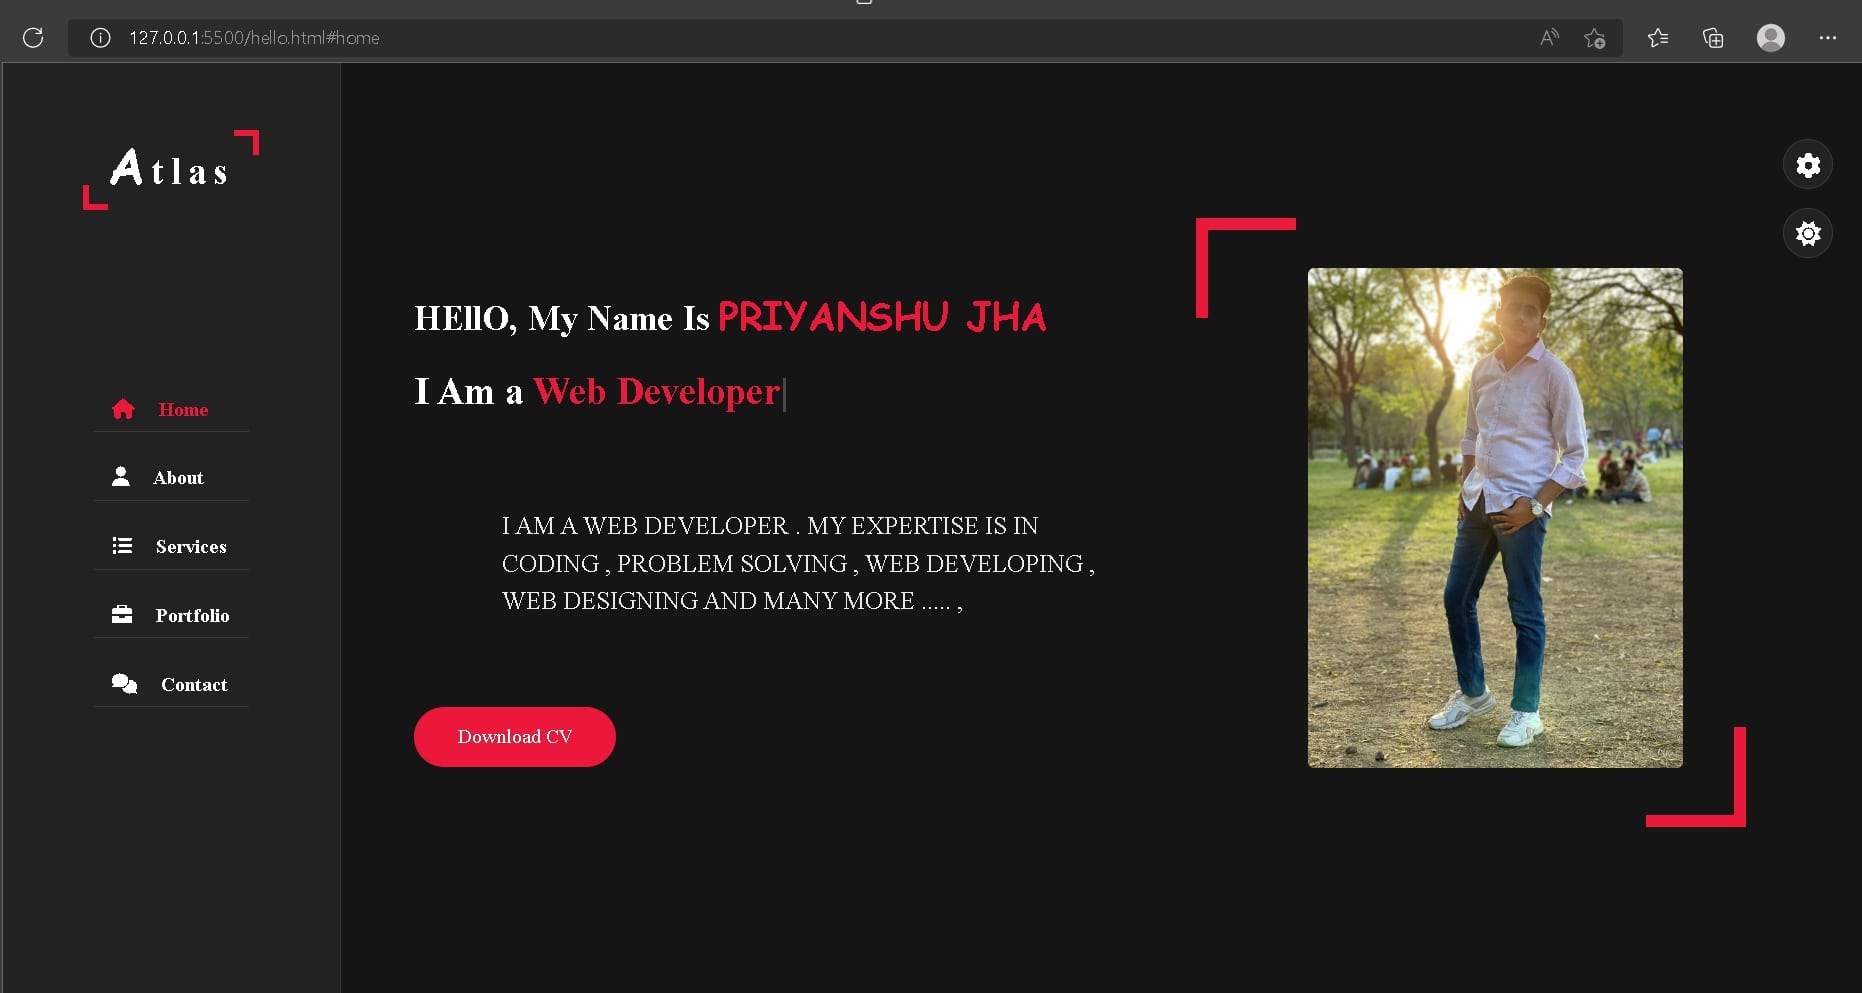 127.0.0.1:5500/hello.html#home
Atlas
Home
About
Services
Portfolio
Contact
HEllO, My Name Is PRIYANSHU JHA
I Am a Web Developer
I AM A WEB DEVELOPER . MY EXPERTISE IS IN
CODING , PROBLEM SOLVING , WEB DEVELOPING ,
WEB DESIGNING AND MANY MORE ..... ,
Download CV